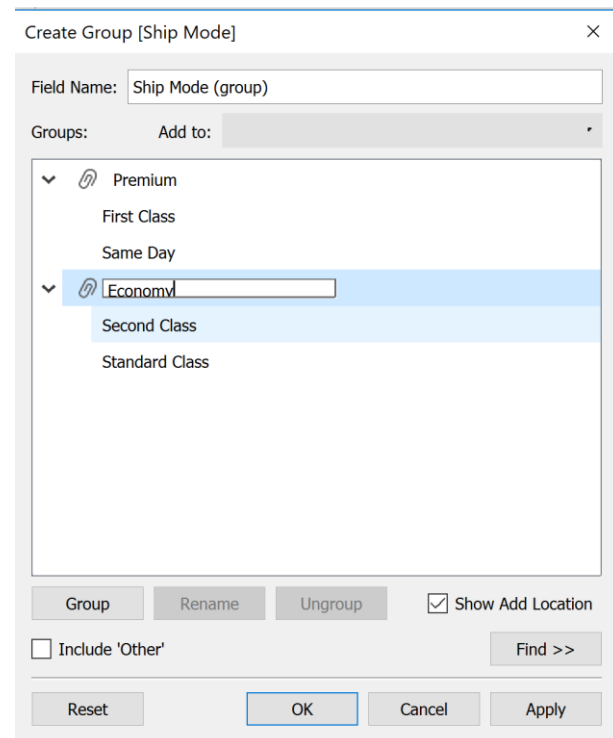 Create Group [Ship Mode]
Field Name: Ship Mode (group)
Groups: Add to:
Premium
First Class
Same Day
Economy
Second Class
Standard Class
Group Rename Ungroup Show Add Location
Include 'Other' Find >>
Reset OK Cancel Apply